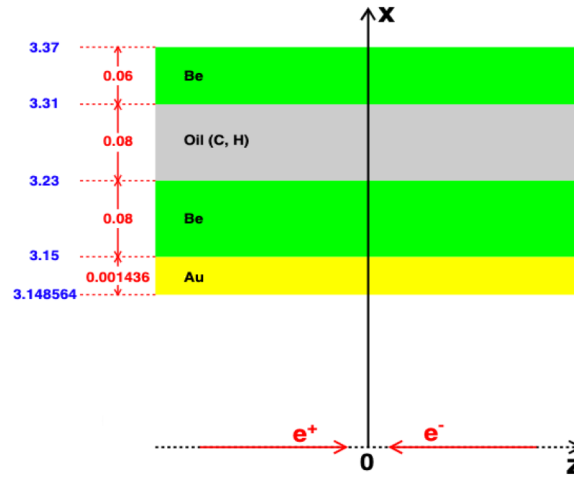 x
3.37
0.06
Be
3.31
0.08
Oil (C, H)
3.23
0.08
Be
3.15
0.001436
Au
3.148564
e+
e-
0
z